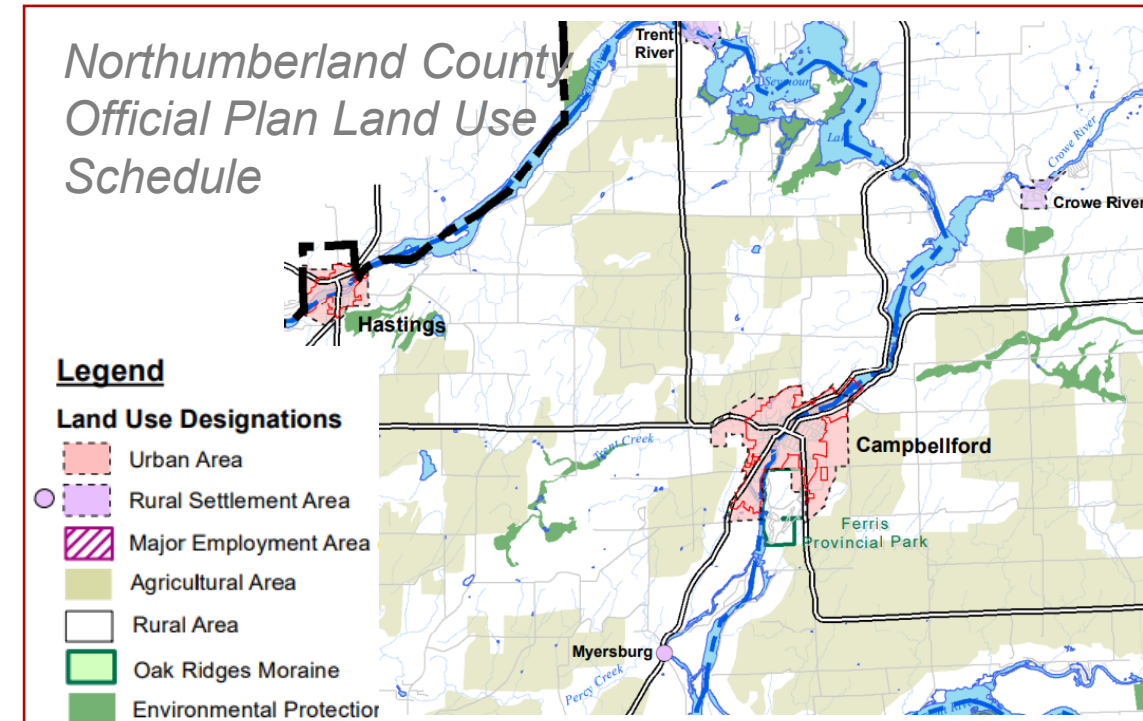 Northumberland County
Official Plan Land Use
Schedule
Trent
River
Seymour
Lake
Crowe River
Crowe River
Hastings
Legend
Land Use Designations
Urban Area
Rural Settlement Area
Major Employment Area
Agricultural Area
Rural Area
Oak Ridges Moraine
Environmental Protection
Trent Creek
Campbellford
Ferris
Provincial Park
Myersburg
Percy Creek